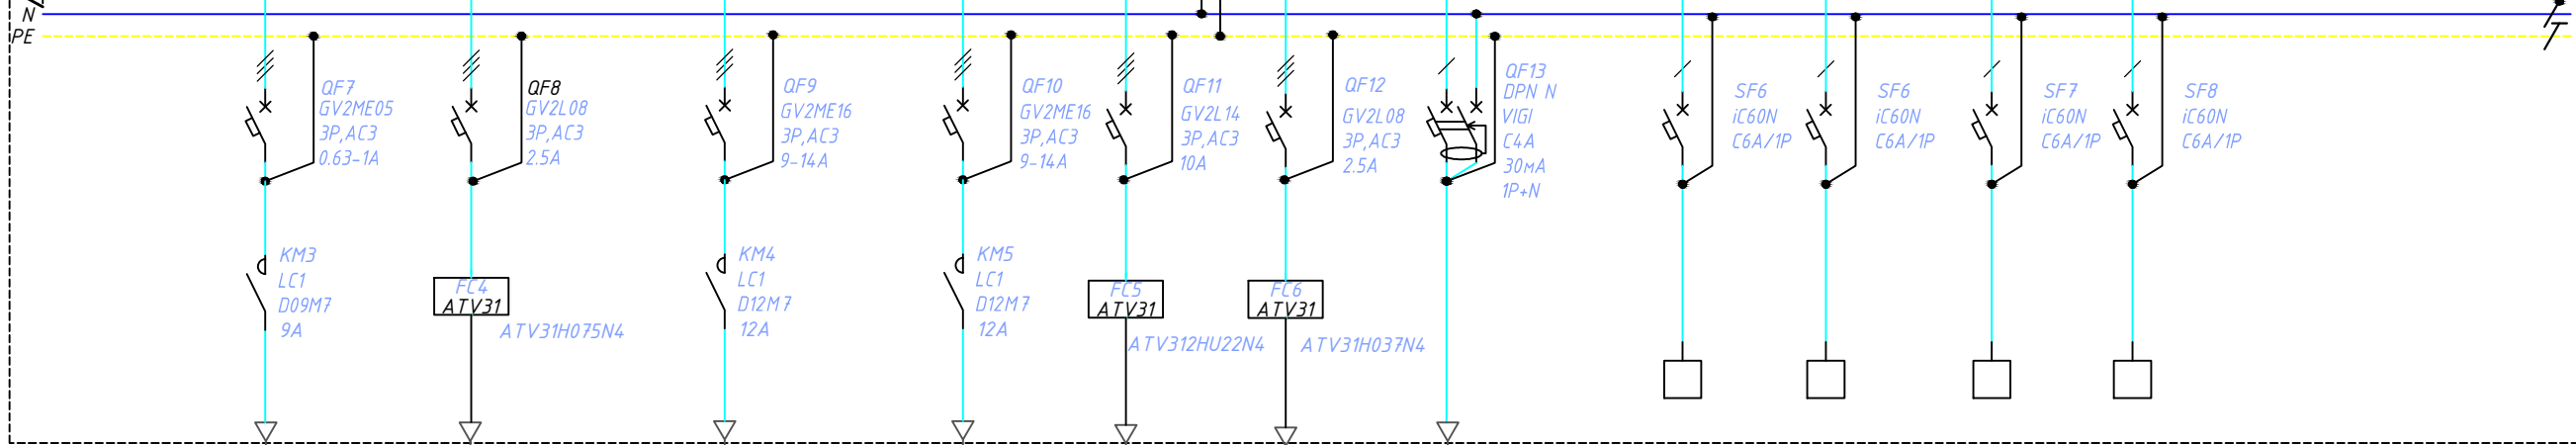 N
PE
QF7
GV2ME05
3P,AC3
0.63-1A
QF8
GV2L08
3P,AC3
2.5A
QF9
GV2ME16
3P,AC3
9-14A
QF10
GV2ME16
3P,AC3
9-14A
QF11
GV2L14
3P,AC3
10A
QF12
GV2L08
3P,AC3
2.5A
QF13
DPN N
VIGI
C4A
30мА
1P+N
SF6
iC60N
C6A/1P
SF6
iC60N
C6A/1P
SF7
iC60N
C6A/1P
SF8
iC60N
C6A/1P
KM3
LC1
D09M7
9A
FC4
ATV31
ATV31H075N4
KM4
LC1
D12M7
12A
KM5
LC1
D12M7
12A
FC5
ATV31
ATV312HU22N4
FC6
ATV31
ATV31H037N4